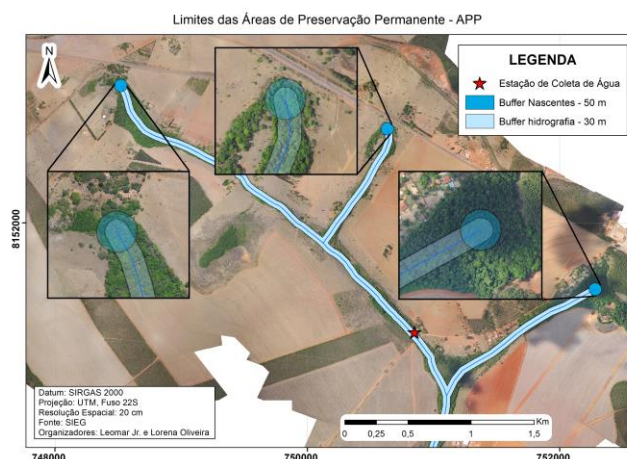 Limites das Áreas de Preservação Permanente - APP
N
LEGENDA
Estação de Coleta de Água
Buffer Nascentes - 50 m
Buffer hidrografia - 30 m
8152000
Datum: SIRGAS 2000
Projeção: UTM, Fuso 22S
Resolução Espacial: 20 cm
Fonte: SIEG
Organizadores: Leomar Jr. e Lorena Oliveira
Km
0 0,25 0,5 1 1,5
748000 750000 752000